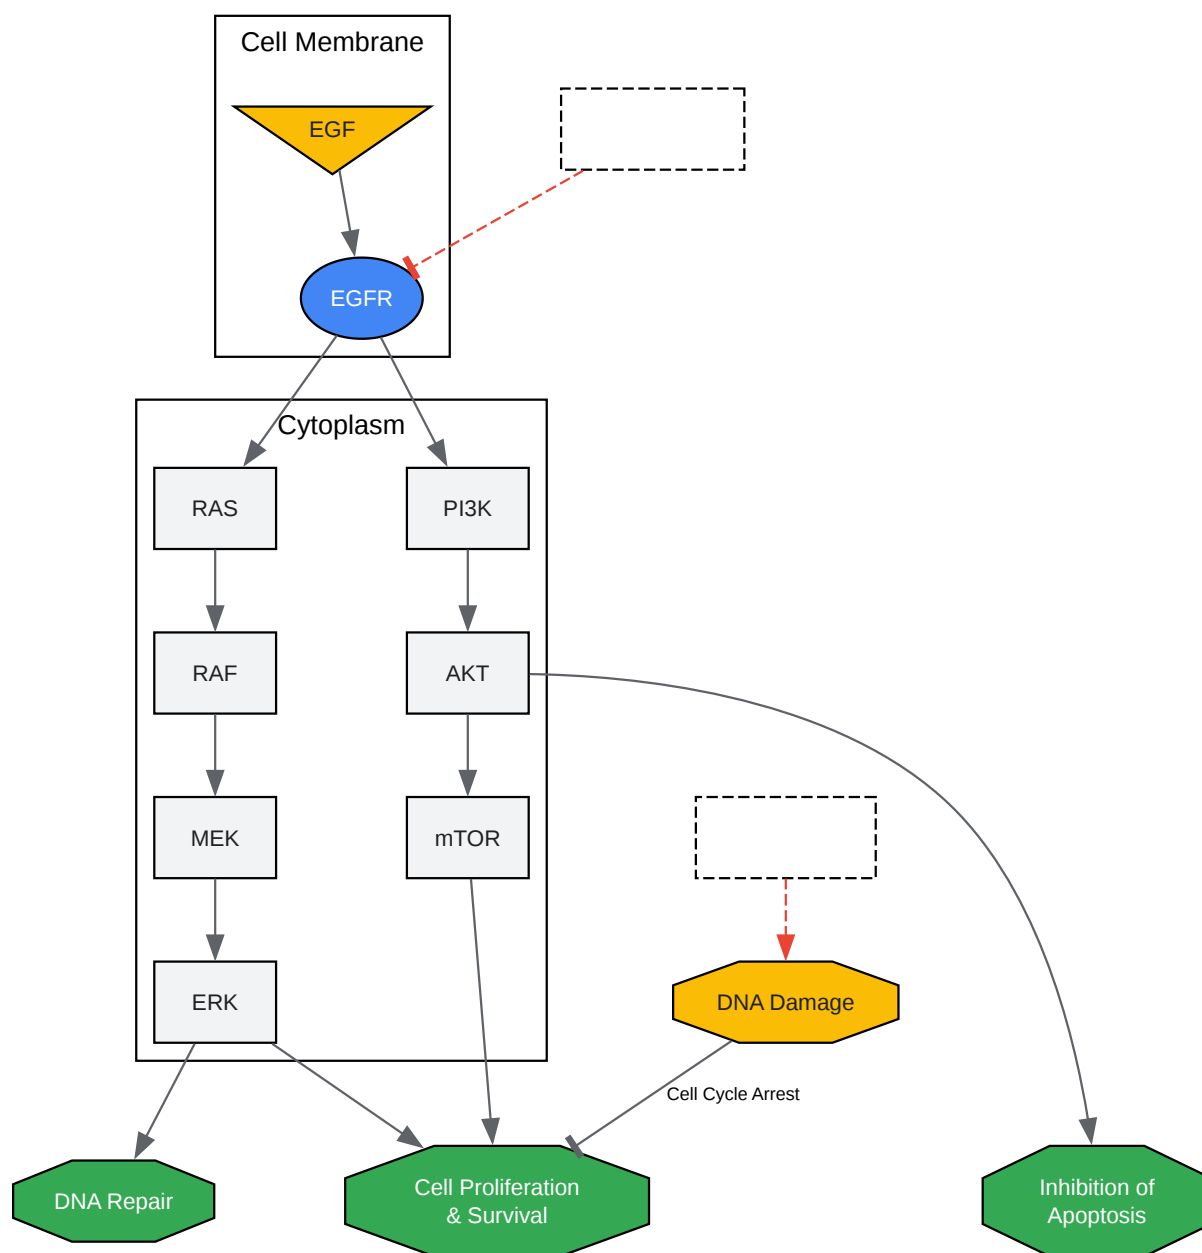 Cell Membrane
EGF
EGFR
Cytoplasm
RAS
PI3K
RAF
AKT
MEK
mTOR
ERK
DNA Damage
Cell Cycle Arrest
DNA Repair
Cell Proliferation
& Survival
Inhibition of
Apoptosis